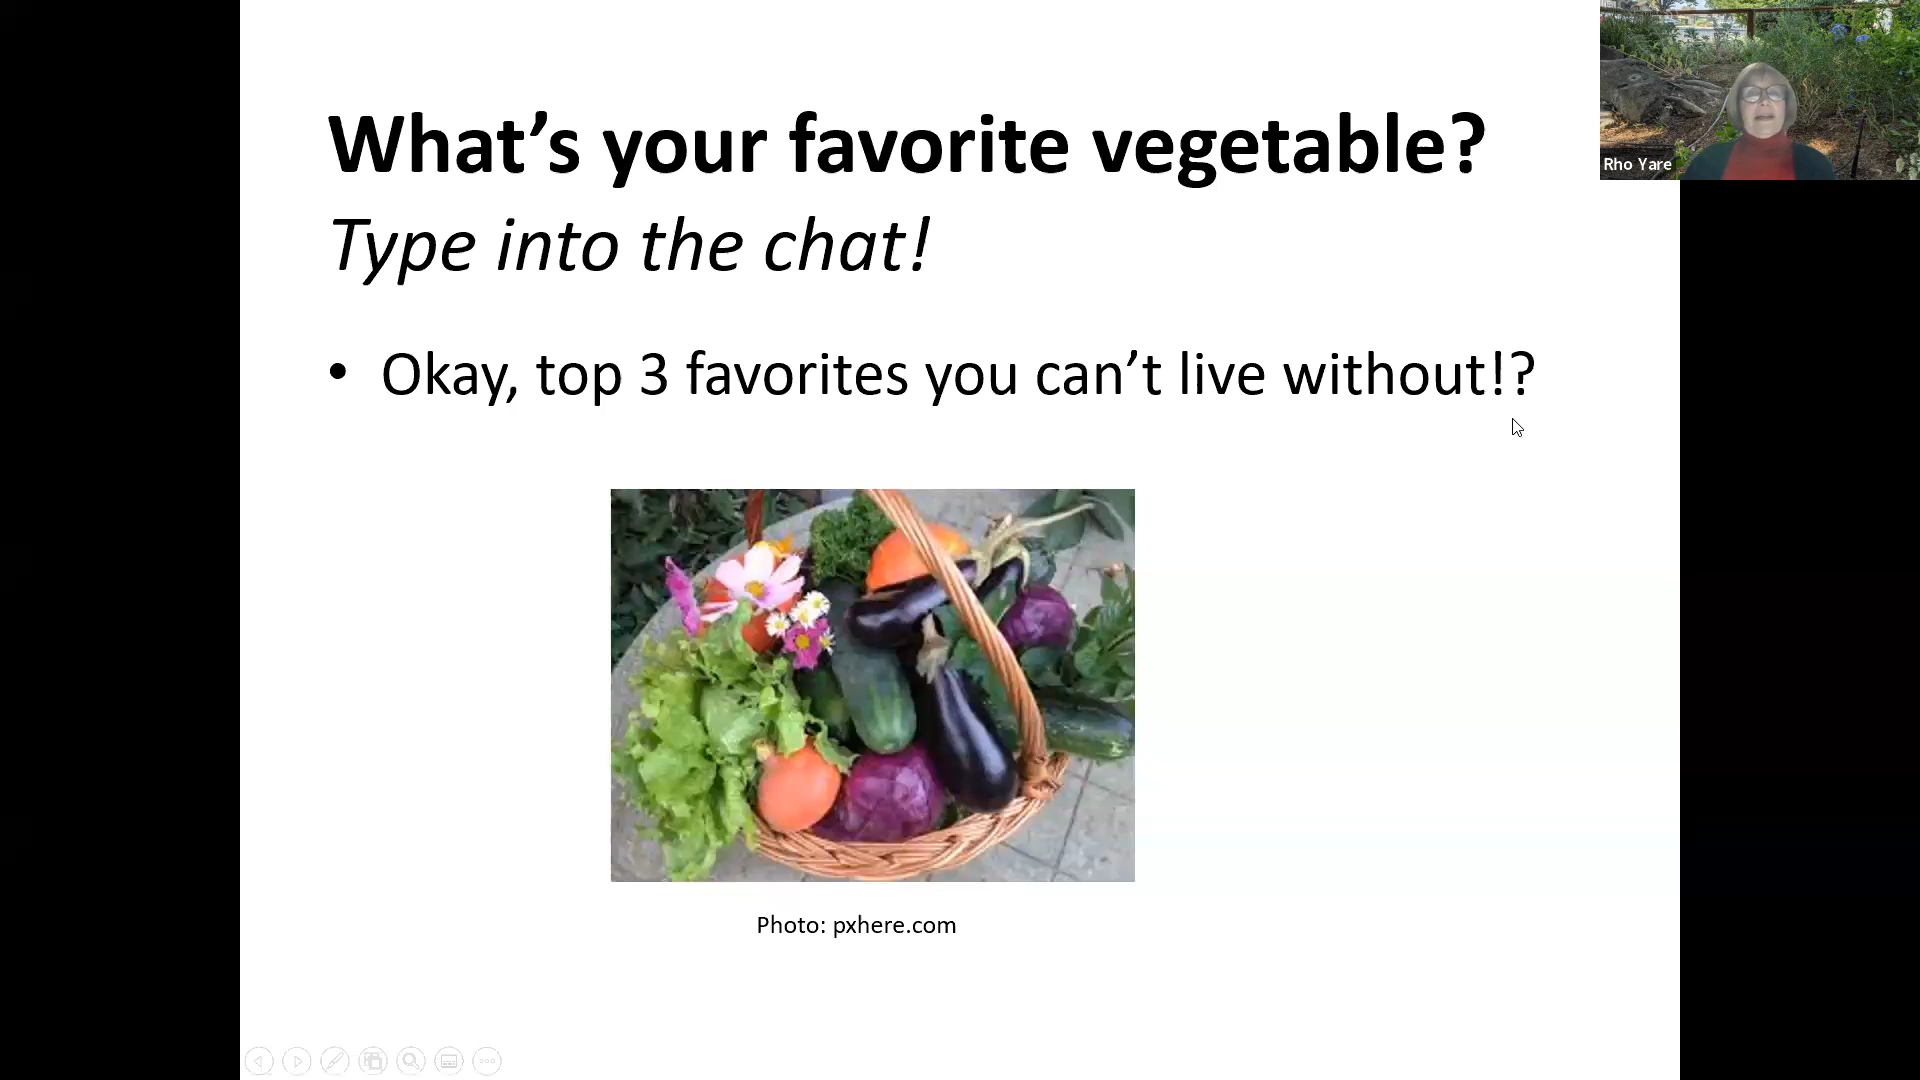 What’s your favorite vegetable?
Type into the chat!
• Okay, top 3 favorites you can’t live without!?
Photo: pxhere.com
Rho Yare